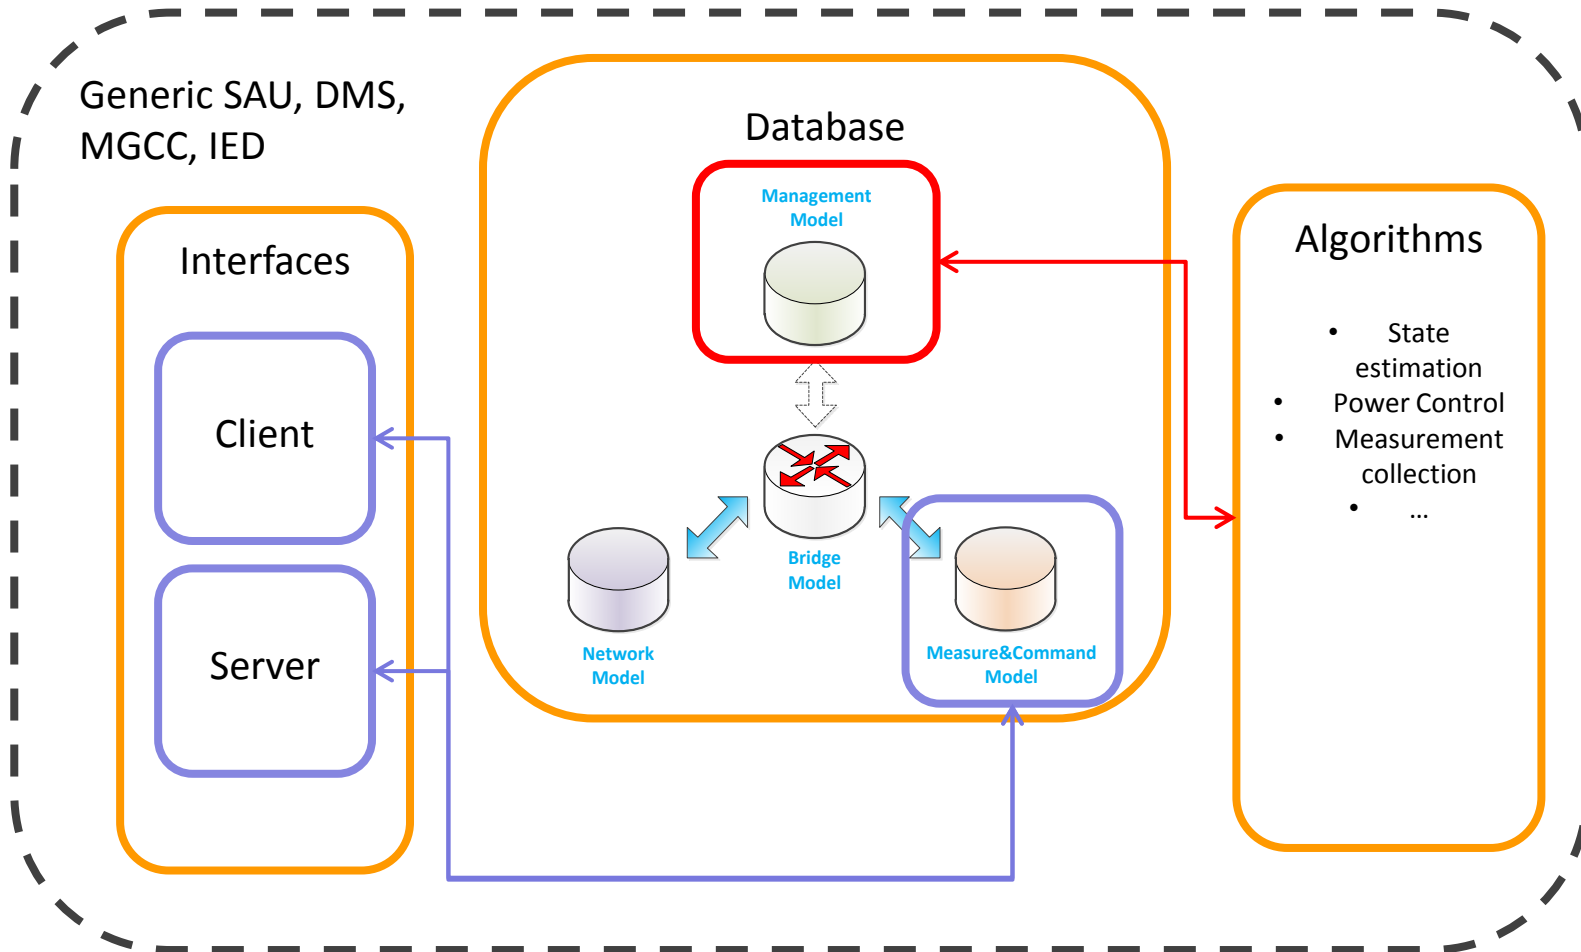 Generic SAU, DMS,
MGCC, IED
Interfaces
Client
Server
Database
Management
Model
Bridge
Model
Network
Model
Measure&Command
Model
Algorithms
• State
estimation
• Power Control
• Measurement
collection
• ...